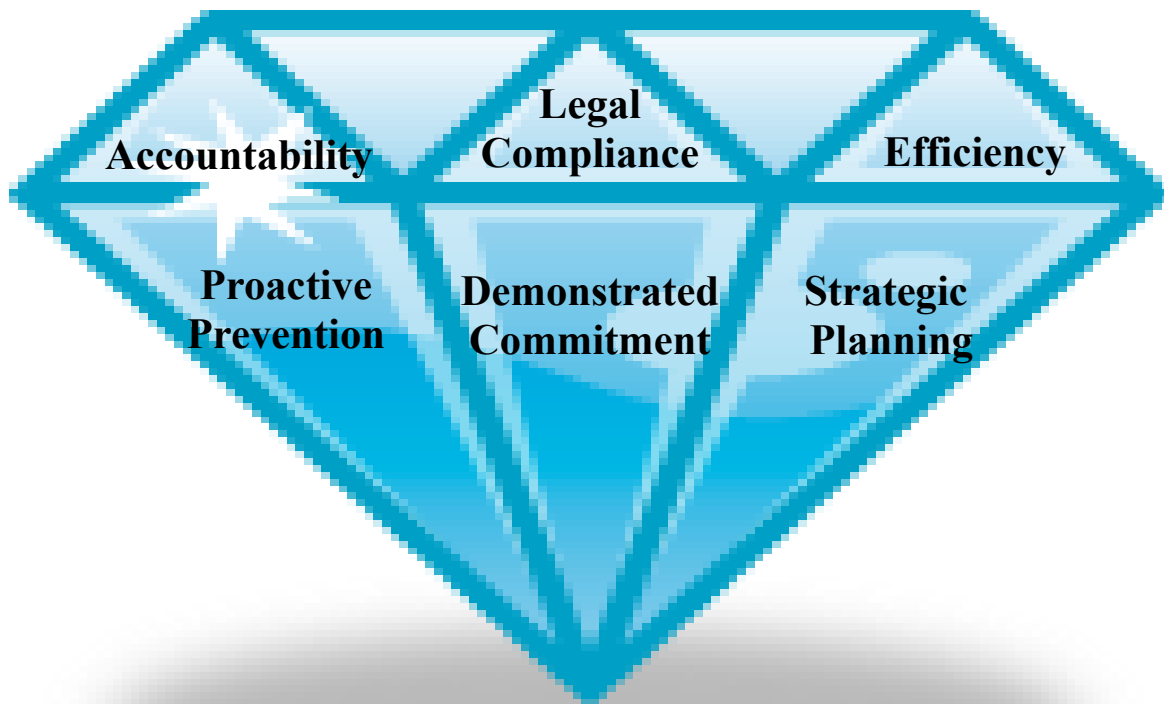 Accountability
Legal
Compliance
Efficiency
Proactive
Prevention
Demonstrated
Commitment
Strategic
Planning